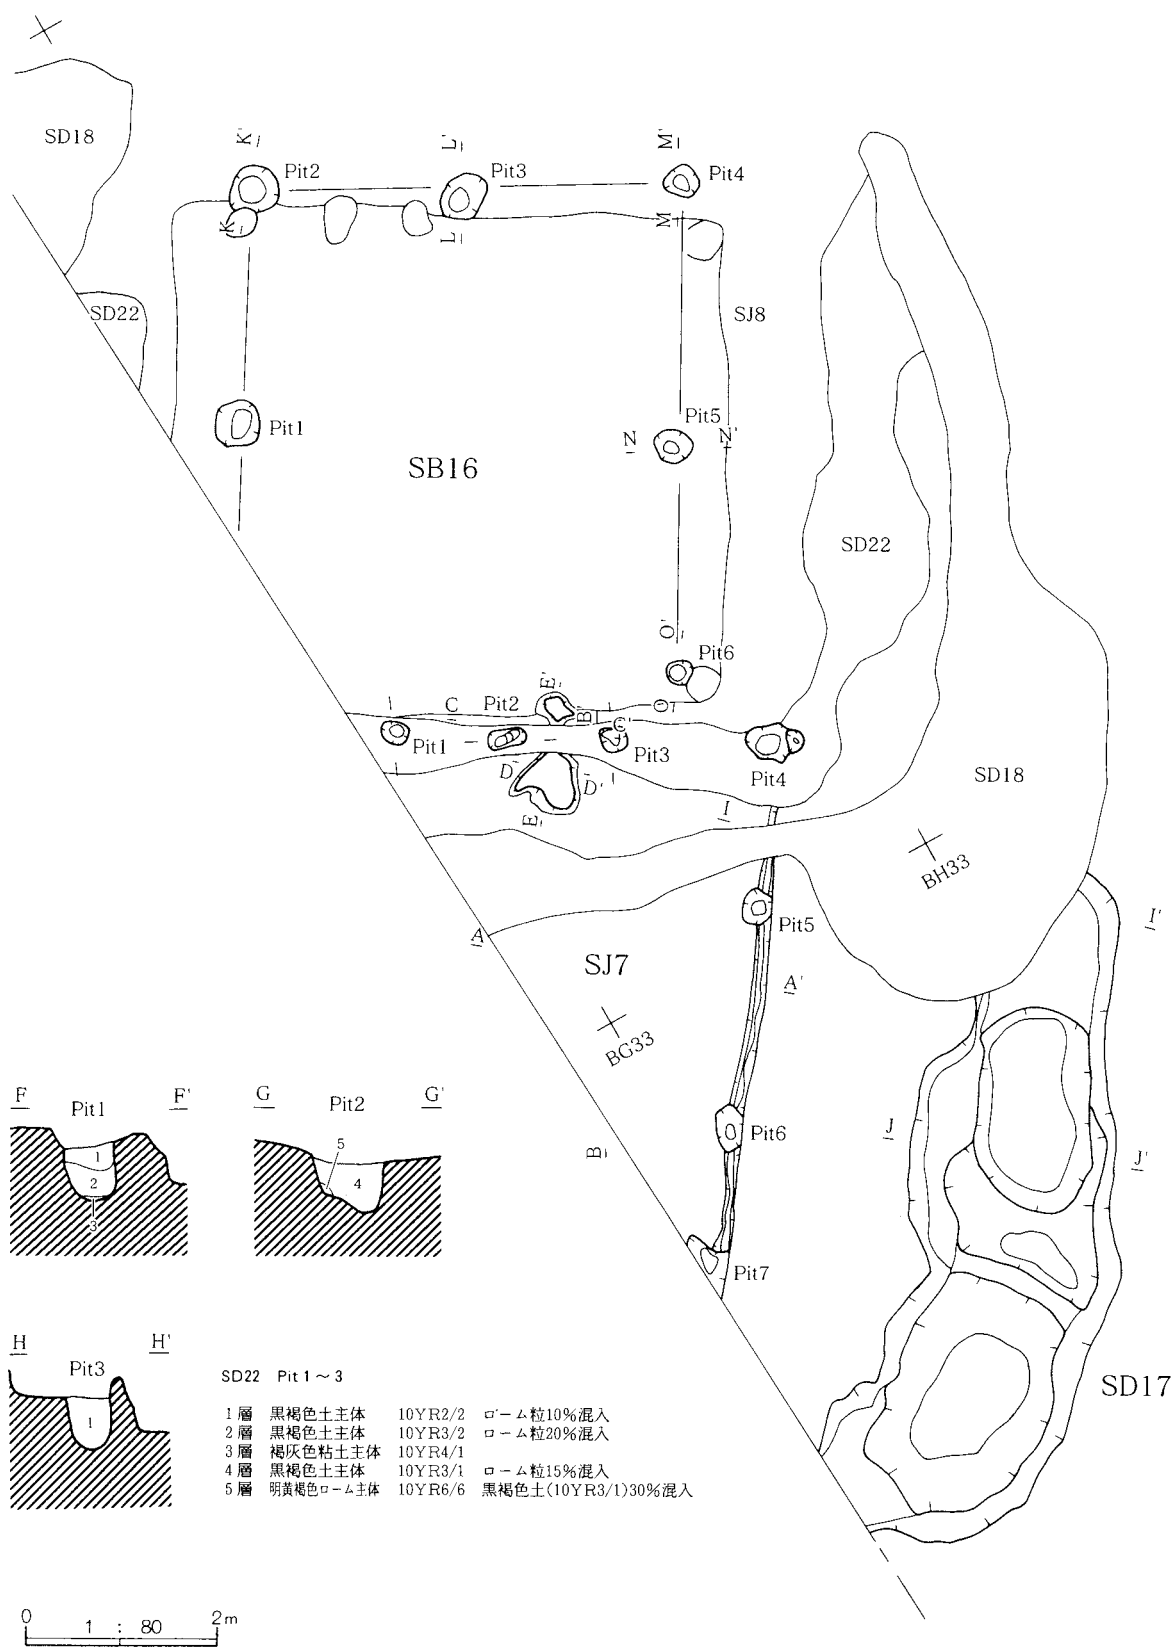 SD18
K'
L'
M'
Pit2
Pit3
Pit4
K
L
M
SD22
SJ8
Pit1
Pit5
N
N'
SB16
SD22
O'
Pit6
E'
C
Pit2
B'
O
C'
Pit1
Pit3
Pit4
D
D'
SD18
E
I
BH33
I'
Pit5
A
SJ7
A'
BG33
F
F'
G
G'
Pit1
Pit2
J
Pit6
J'
B
5
1
2
4
3
Pit7
H
H'
Pit3
SD17
1
SD22 Pit 1～3
1層 黒褐色土主体 10YR2/2 ローム粒10%混入
2層 黒褐色土主体 10YR3/2 ローム粒20%混入
3層 褐灰色粘土主体 10YR4/1
4層 黒褐色土主体 10YR3/1 ローム粒15%混入
5層 明黄褐色ローム主体 10YR6/6 黒褐色土(10YR3/1)30%混入
0 1 : 80 2m